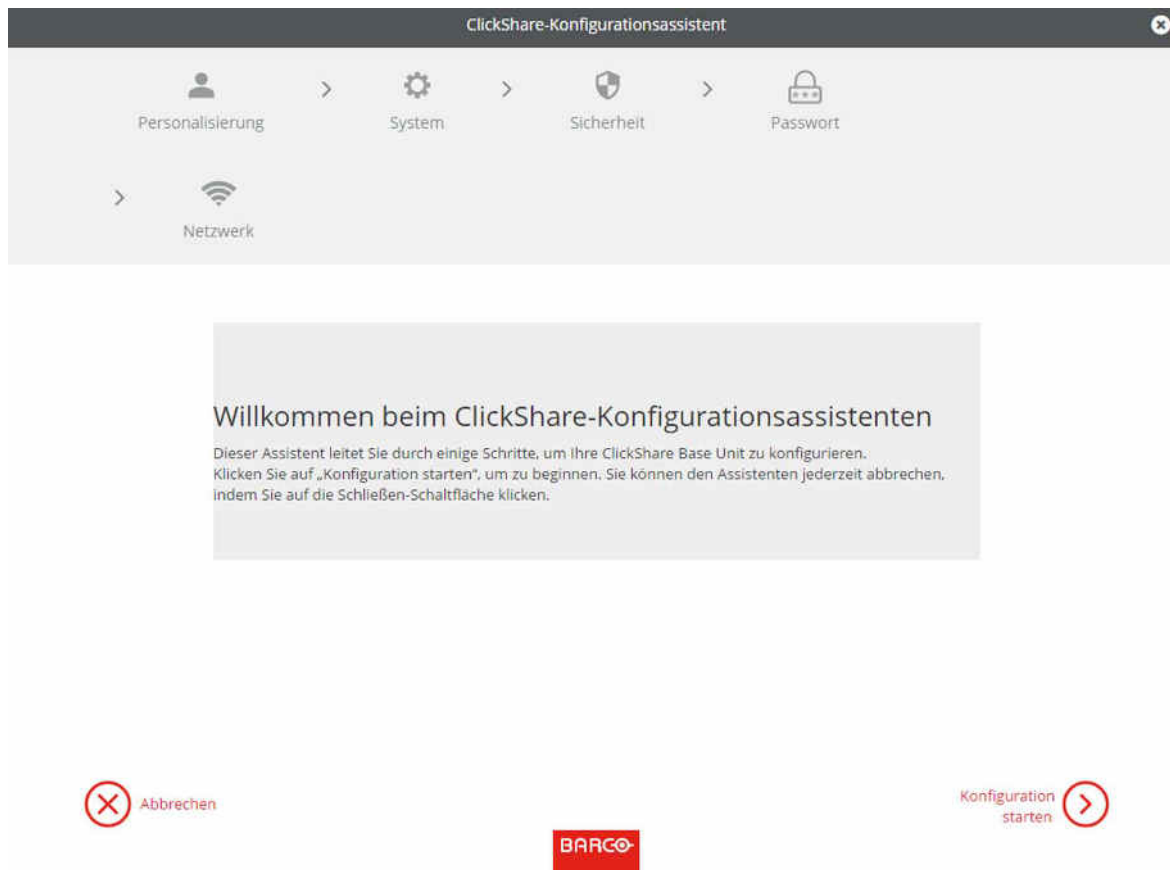 ClickShare-Konfigurationsassistent
Personalisierung
System
Sicherheit
Passwort
Netzwerk
Willkommen beim ClickShare-Konfigurationsassistenten
Dieser Assistent leitet Sie durch einige Schritte, um Ihre ClickShare Base Unit zu konfigurieren.
Klicken Sie auf „Konfiguration starten“, um zu beginnen. Sie können den Assistenten jederzeit abbrechen,
indem Sie auf die Schließen-Schaltfläche klicken.
Abbrechen
Konfiguration
starten
BARCO